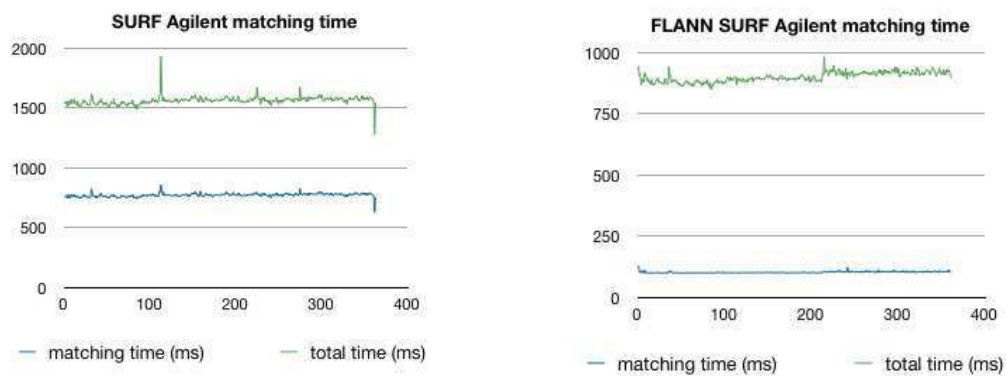 SURF Agilent matching time
2000
1500
1000
500
0
0 100 200 300 400
matching time (ms) total time (ms)
FLANN SURF Agilent matching time
1000
750
500
250
0
0 100 200 300 400
matching time (ms) total time (ms)